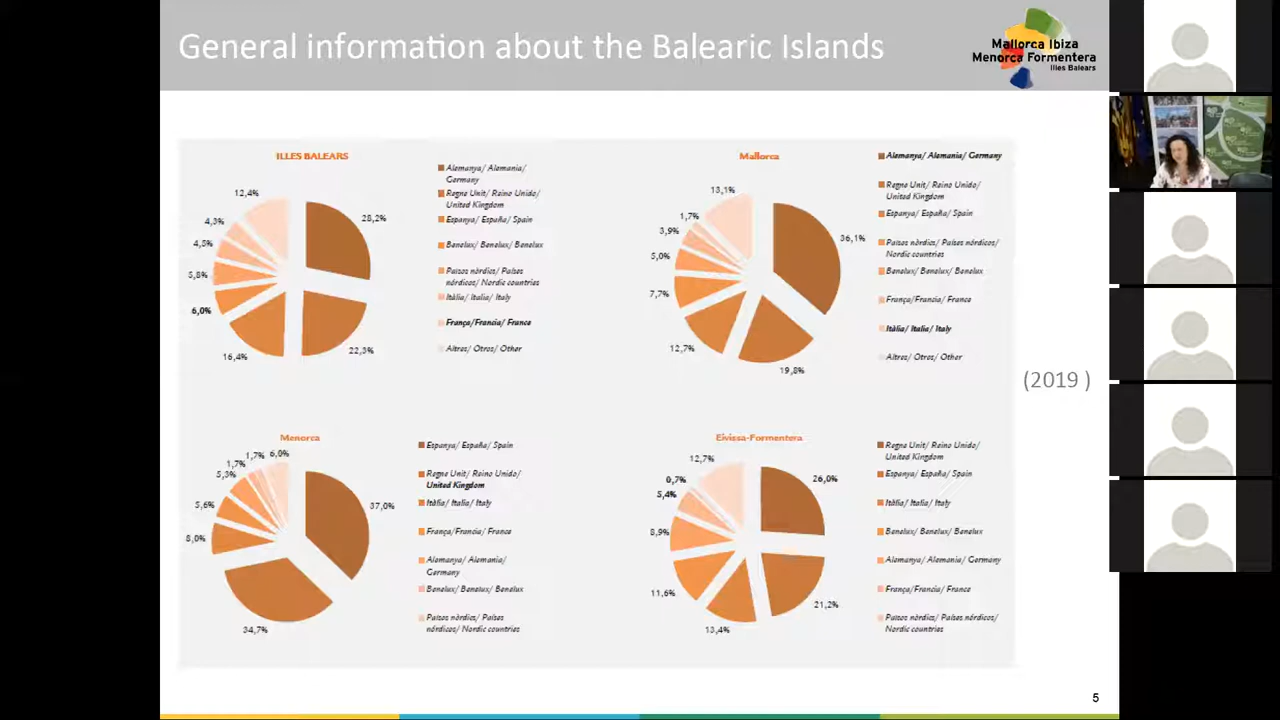 General information about the Balearic Islands
Mallorca Ibiza
Menorca Formentera
Illes Balears
ILLES BALEARS
12,4%
4,3%
4,5%
5,8%
6,0%
16,4%
22,3%
28,2%
Alemanya/ Alemania/
Germany
Regne Unit/ Reino Unido/
United Kingdom
Espanya/ España/ Spain
Benelux/ Benelux/ Benelux
Països nòrdics/ Países
nórdicos/ Nordic countries
Itàlia/ Italia/ Italy
França/Francia/ France
Altres/ Otros/ Other
Mallorca
13,1%
1,7%
3,9%
5,0%
7,7%
12,7%
19,8%
36,1%
Alemanya/ Alemania/ Germany
Regne Unit/ Reino Unido/
United Kingdom
Espanya/ España/ Spain
Països nòrdics/ Países nórdicos/
Nordic countries
Benelux/ Benelux/ Benelux
França/Francia/ France
Itàlia/ Italia/ Italy
Altres/ Otros/ Other
(2019 )
Menorca
6,0%
1,7%
1,7%
5,3%
5,6%
8,0%
34,7%
37,0%
Espanya/ España/ Spain
Regne Unit/ Reino Unido/
United Kingdom
Itàlia/ Italia/ Italy
França/Francia/ France
Alemanya/ Alemania/
Germany
Benelux/ Benelux/ Benelux
Països nòrdics/ Países
nórdicos/ Nordic countries
Eivissa-Formentera
12,7%
0,7%
5,4%
8,9%
11,6%
13,4%
21,2%
26,0%
Regne Unit/ Reino Unido/
United Kingdom
Espanya/ España/ Spain
Itàlia/ Italia/ Italy
Benelux/ Benelux/ Benelux
Alemanya/ Alemania/ Germany
França/Francia/ France
Països nòrdics/ Países nórdicos/
Nordic countries
5